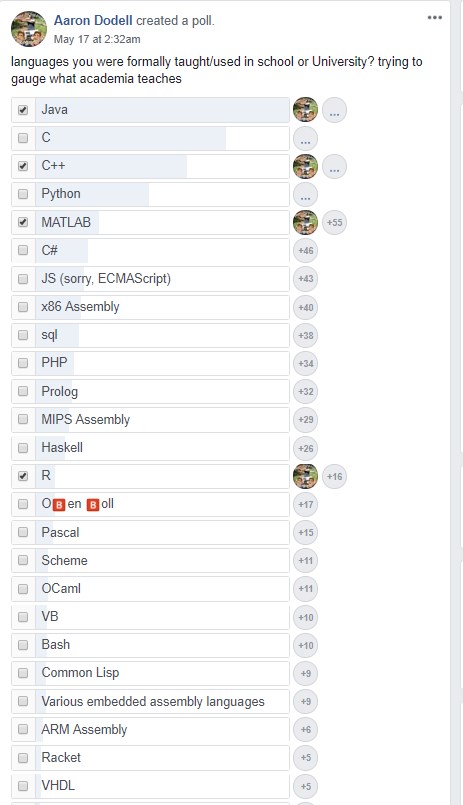 Aaron Dodell created a poll.
May 17 at 2:32am
languages you were formally taught/used in school or University? trying to
gauge what academia teaches
Java ...
C ...
C++ ...
Python ...
MATLAB +55
C# +46
JS (sorry, ECMAScript) +43
x86 Assembly +40
sql +38
PHP +34
Prolog +32
MIPS Assembly +29
Haskell +26
R +16
O🅱en 🅱oll +17
Pascal +15
Scheme +11
OCaml +11
VB +10
Bash +10
Common Lisp +9
Various embedded assembly languages +9
ARM Assembly +6
Racket +5
VHDL +5